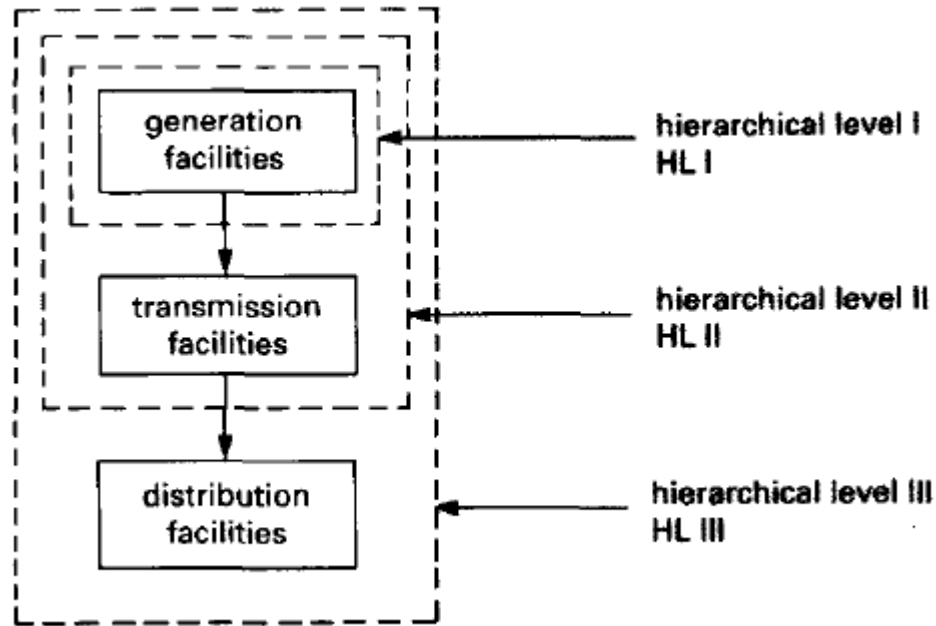 generation
facilities
hierarchical level I
HL I
transmission
facilities
hierarchical level II
HL II
distribution
facilities
hierarchical level III
HL III